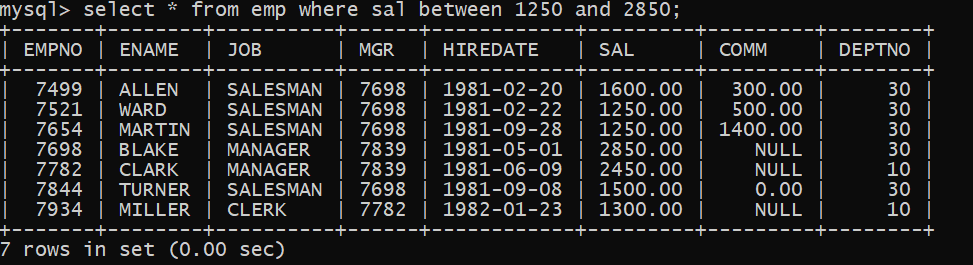 mysql> select * from emp where sal between 1250 and 2850;
+-------+--------+----------+------+------------+---------+---------+--------+
| EMPNO | ENAME  | JOB      | MGR  | HIREDATE   | SAL     | COMM    | DEPTNO |
+-------+--------+----------+------+------------+---------+---------+--------+
|  7499 | ALLEN  | SALESMAN | 7698 | 1981-02-20 | 1600.00 |  300.00 |     30 |
|  7521 | WARD   | SALESMAN | 7698 | 1981-02-22 | 1250.00 |  500.00 |     30 |
|  7654 | MARTIN | SALESMAN | 7698 | 1981-09-28 | 1250.00 | 1400.00 |     30 |
|  7698 | BLAKE  | MANAGER  | 7839 | 1981-05-01 | 2850.00 |    NULL |     30 |
|  7782 | CLARK  | MANAGER  | 7839 | 1981-06-09 | 2450.00 |    NULL |     10 |
|  7844 | TURNER | SALESMAN | 7698 | 1981-09-08 | 1500.00 |    0.00 |     30 |
|  7934 | MILLER | CLERK    | 7782 | 1982-01-23 | 1300.00 |    NULL |     10 |
+-------+--------+----------+------+------------+---------+---------+--------+
7 rows in set (0.00 sec)